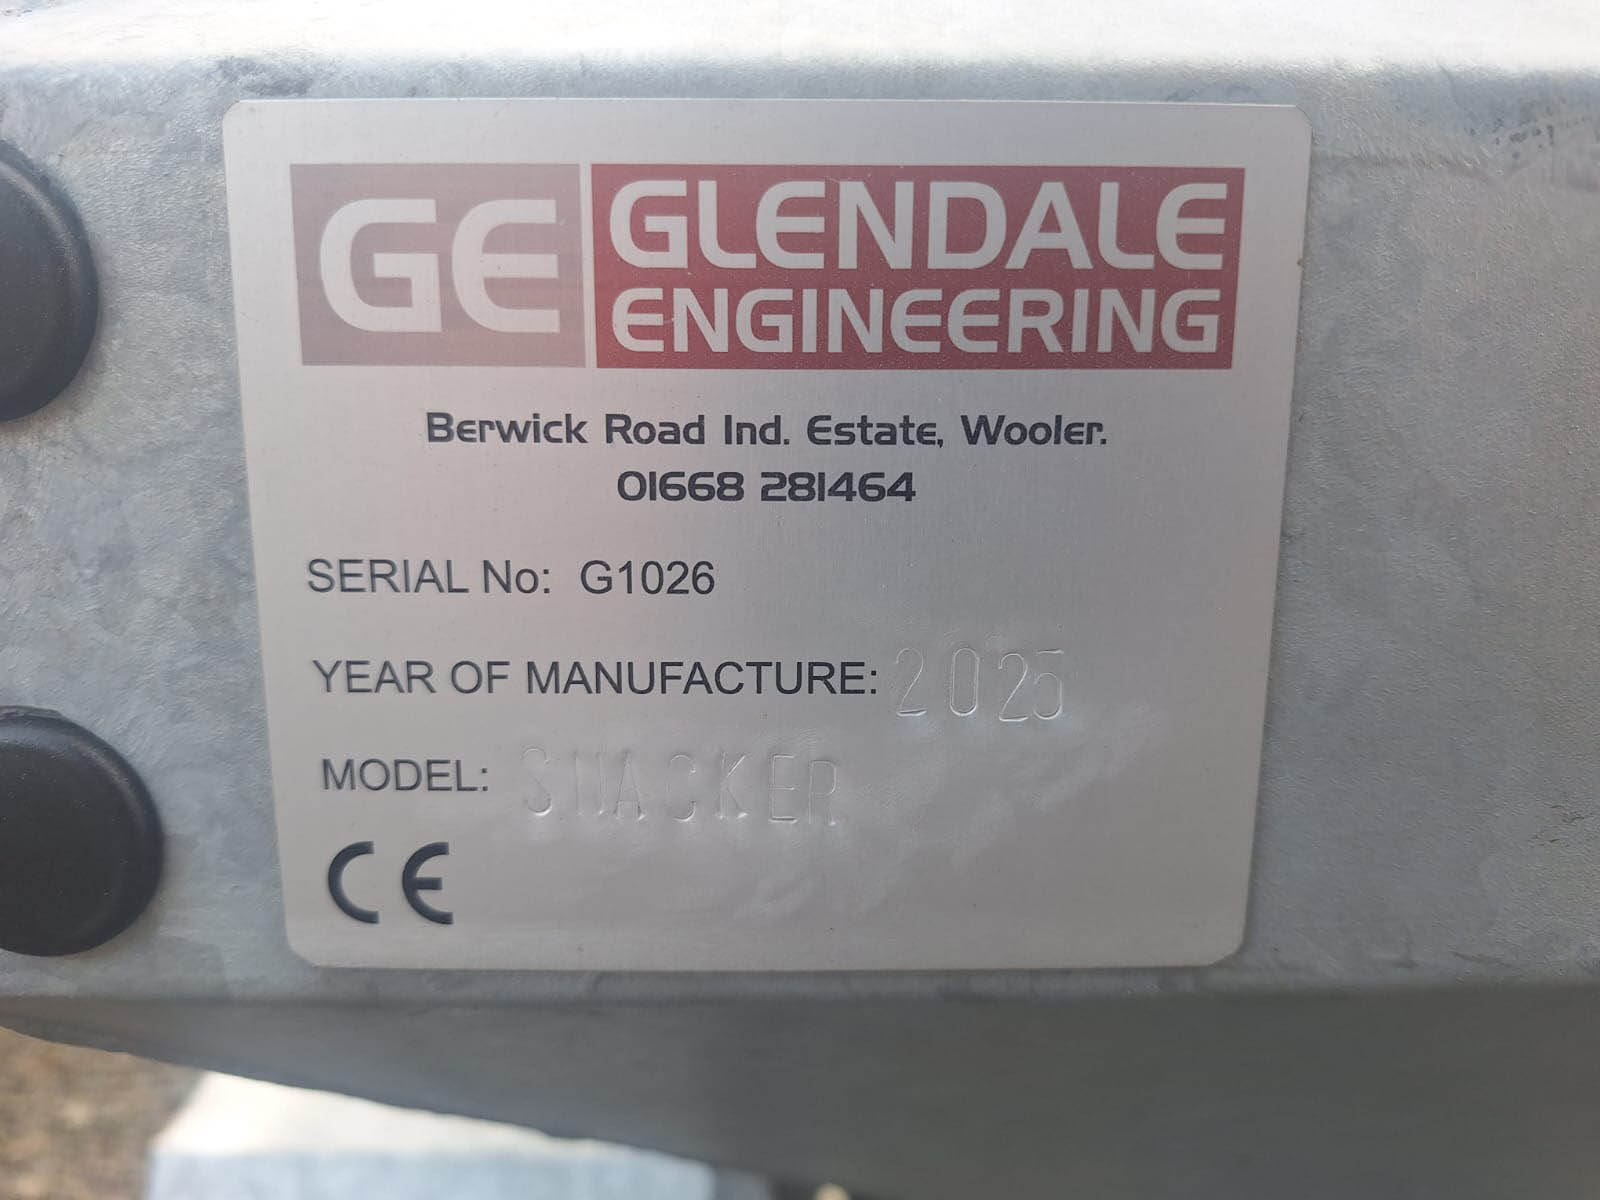 GE GLENDALE
ENGINEERING
Berwick Road Ind. Estate, Wooler.
01668 281464
SERIAL No: G1026
YEAR OF MANUFACTURE: 2025
MODEL: SNACKER
CE